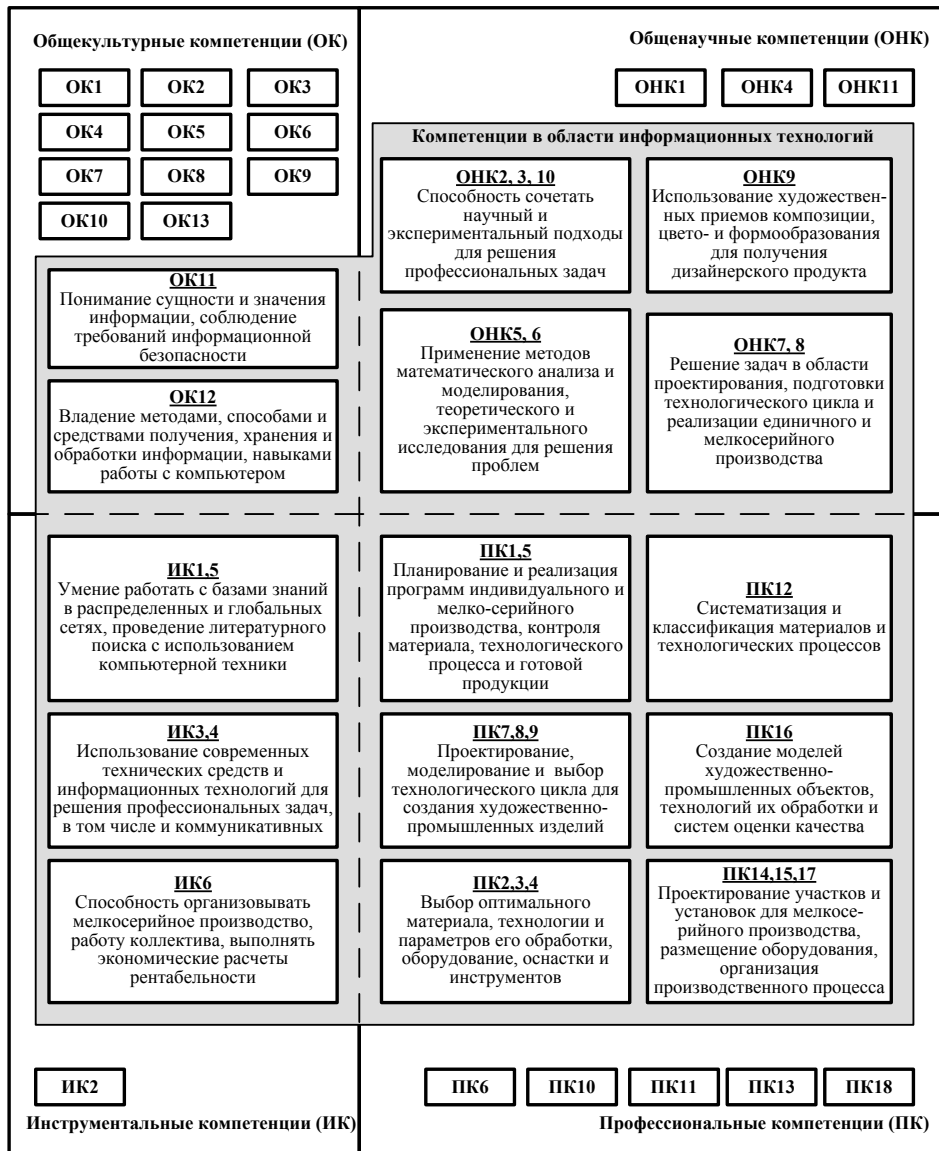 Общекультурные компетенции (ОК)
ОК1 ОК2 ОК3
ОК4 ОК5 ОК6
ОК7 ОК8 ОК9
ОК10 ОК13
Общенаучные компетенции (ОНК)
ОНК1 ОНК4 ОНК11
Компетенции в области информационных технологий
ОНК2, 3, 10
Способность сочетать
научный и
экспериментальный подходы
для решения
профессиональных задач
ОНК9
Использование художествен-
ных приемов композиции,
цвето- и формообразования
для получения
дизайнерского продукта
ОК11
Понимание сущности и значения
информации, соблюдение
требований информационной
безопасности
ОК12
Владение методами, способами и
средствами получения, хранения и
обработки информации, навыками
работы с компьютером
ОНК5, 6
Применение методов
математического анализа и
моделирования,
теоретического и
экспериментального
исследования для решения
проблем
ОНК7, 8
Решение задач в области
проектирования, подготовки
технологического цикла и
реализации единичного и
мелкосерийного
производства
ИК1,5
Умение работать с базами знаний
в распределенных и глобальных
сетях, проведение литературного
поиска с использованием
компьютерной техники
ПК1,5
Планирование и реализация
программ индивидуального и
мелко-серийного
производства, контроля
материала, технологического
процесса и готовой
продукции
ПК12
Систематизация и
классификация материалов и
технологических процессов
ИК3,4
Использование современных
технических средств и
информационных технологий для
решения профессиональных задач,
в том числе и коммуникативных
ПК7,8,9
Проектирование,
моделирование и выбор
технологического цикла для
создания художественно-
промышленных изделий
ПК16
Создание моделей
художественно-
промышленных объектов,
технологий их обработки и
систем оценки качества
ИК6
Способность организовывать
мелкосерийное производство,
работу коллектива, выполнять
экономические расчеты
рентабельности
ПК2,3,4
Выбор оптимального
материала, технологии и
параметров его обработки,
оборудование, оснастки и
инструментов
ПК14,15,17
Проектирование участков и
установок для мелкосе-
рийного производства,
размещение оборудования,
организация
производственного процесса
ИК2
Инструментальные компетенции (ИК)
ПК6 ПК10 ПК11 ПК13 ПК18
Профессиональные компетенции (ПК)